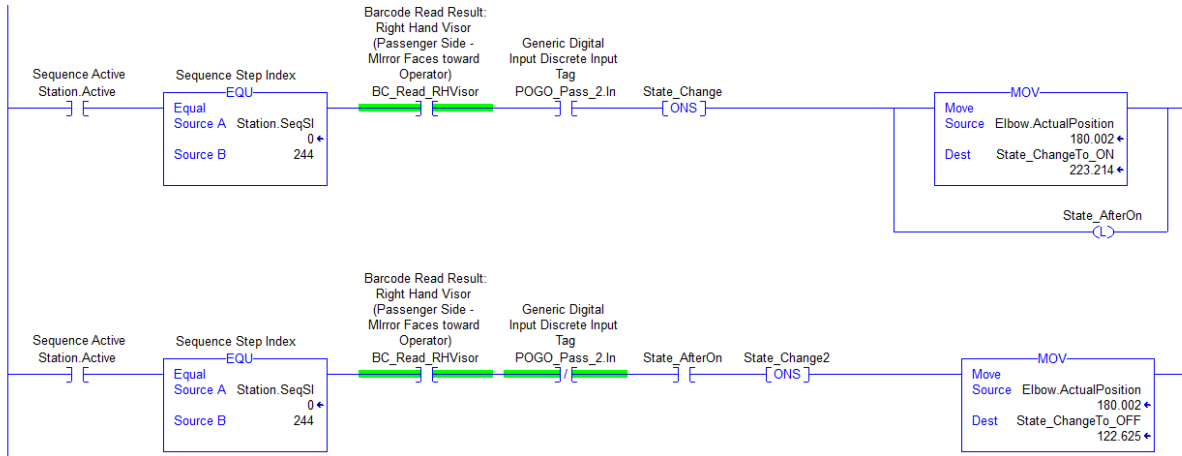 Barcode Read Result:
Right Hand Visor
(Passenger Side -
MIrror Faces toward
Operator)
BC_Read_RHVisor
Generic Digital
Input Discrete Input
Tag
POGO_Pass_2.In
Sequence Active
Station.Active
Sequence Step Index
EQU
Equal
Source A Station.SeqSI
0
Source B 244
State_Change
ONS
MOV
Move
Source Elbow.ActualPosition
180.002
Dest State_ChangeTo_ON
223.214
State_AfterOn
L
Barcode Read Result:
Right Hand Visor
(Passenger Side -
MIrror Faces toward
Operator)
BC_Read_RHVisor
Generic Digital
Input Discrete Input
Tag
POGO_Pass_2.In
Sequence Active
Station.Active
Sequence Step Index
EQU
Equal
Source A Station.SeqSI
0
Source B 244
State_AfterOn
State_Change2
ONS
MOV
Move
Source Elbow.ActualPosition
180.002
Dest State_ChangeTo_OFF
122.625